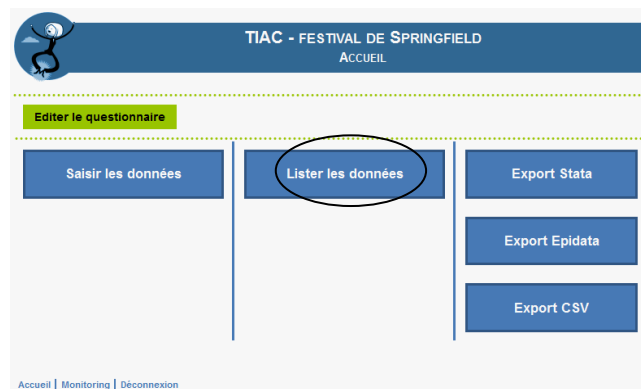 TIAC - FESTIVAL DE SPRINGFIELD
ACCUEIL
Editer le questionnaire
Saisir les données
Lister les données
Export Stata
Export Epidata
Export CSV
Accueil | Monitoring | Déconnexion